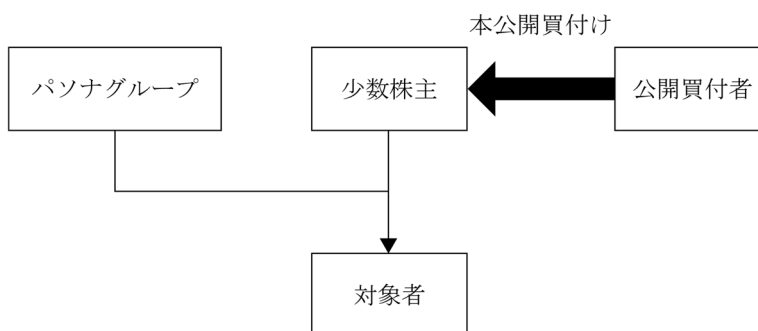 本公開買付け
パソナグループ
少数株主
公開買付者
対象者